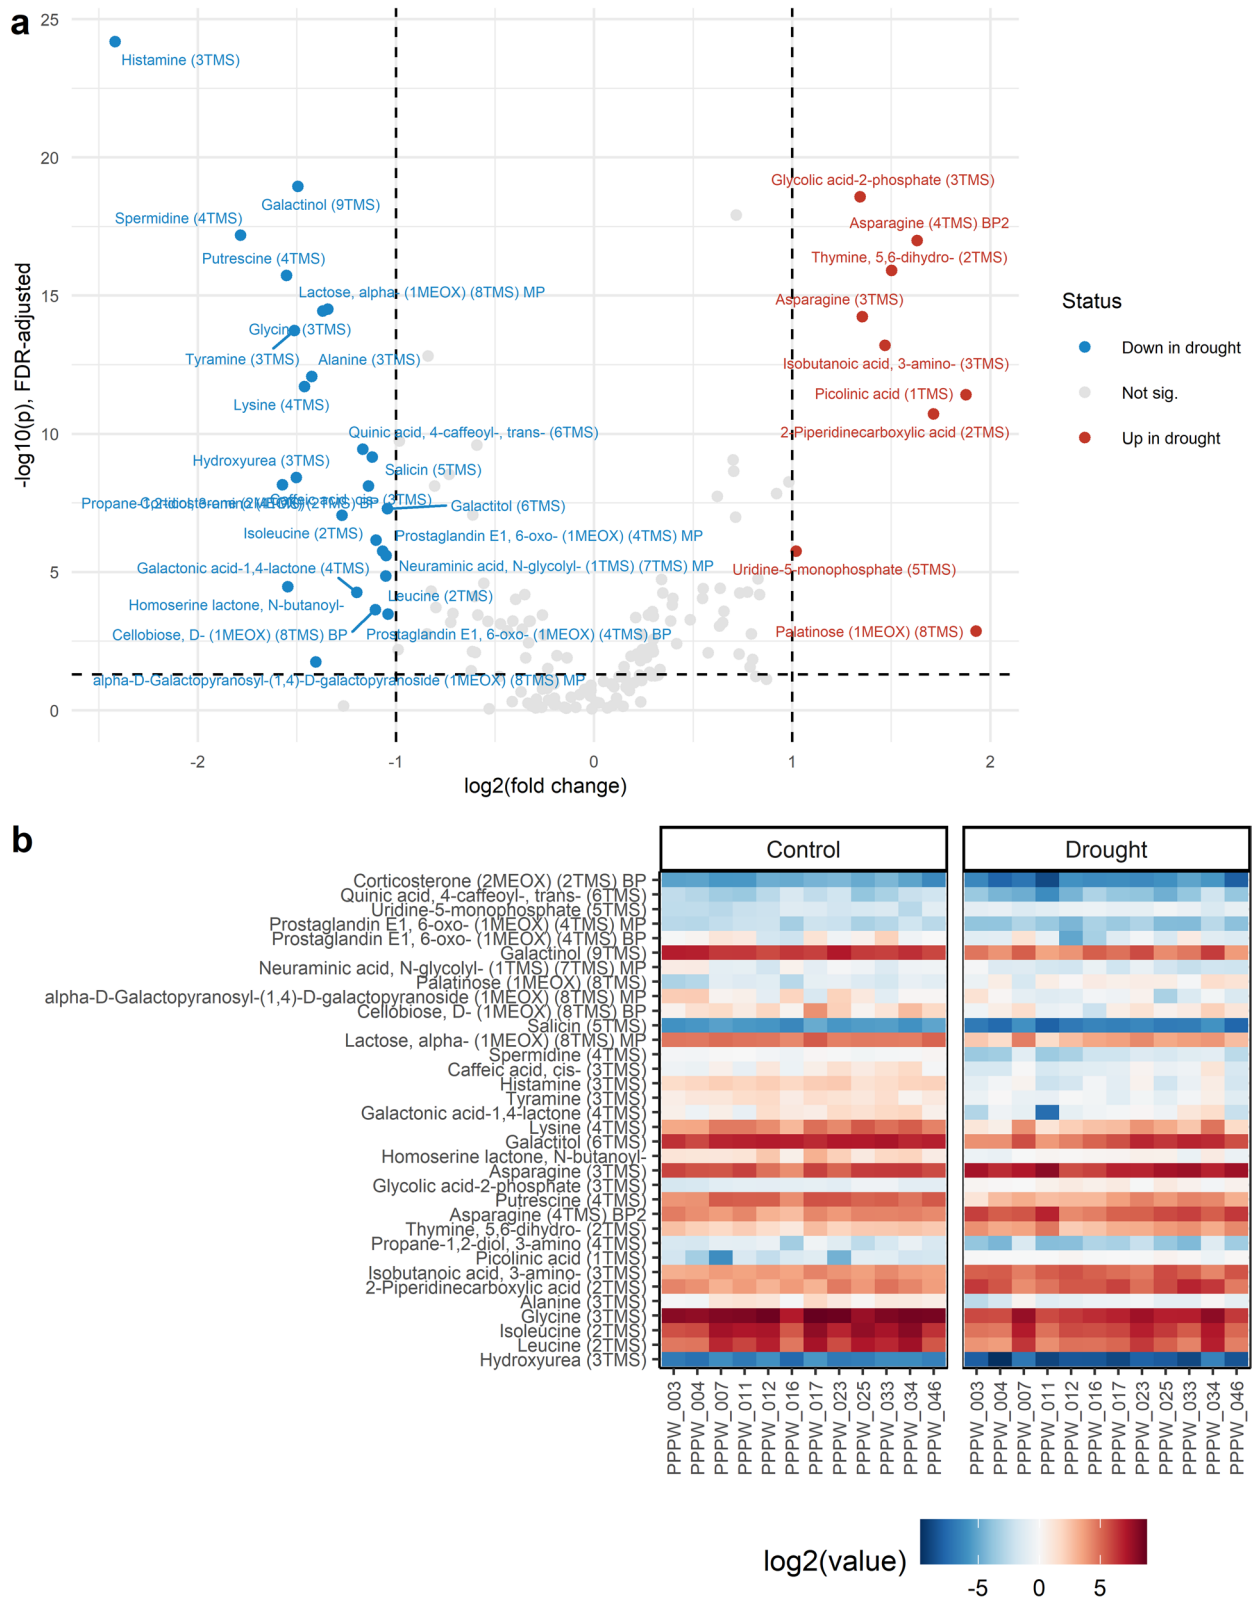 a
25
20
15
10
5
0
-log10(p), FDR-adjusted
Histamine (3TMS)
Galactinol (9TMS)
Spermidine (4TMS)
Putrescine (4TMS)
Lactose, alpha- (1MEOX) (8TMS) MP
Glycine (3TMS)
Tyramine (3TMS)
Alanine (3TMS)
Lysine (4TMS)
Quinic acid, 4-caffeoyl-, trans- (6TMS)
Hydroxyurea (3TMS)
Salicin (5TMS)
Propane-1,2-diol, 3-amino (4TMS)
Corticosterone (2MEOX) (2TMS) BP
Caffeic acid, cis- (3TMS)
Galactitol (6TMS)
Isoleucine (2TMS)
Prostaglandin E1, 6-oxo- (1MEOX) (4TMS) MP
Galactonic acid-1,4-lactone (4TMS)
Neuraminic acid, N-glycolyl- (1TMS) (7TMS) MP
Leucine (2TMS)
Homoserine lactone, N-butanoyl-
Cellobiose, D- (1MEOX) (8TMS) BP
Prostaglandin E1, 6-oxo- (1MEOX) (4TMS) BP
alpha-D-Galactopyranosyl-(1,4)-D-galactopyranoside (1MEOX) (8TMS) MP
Glycolic acid-2-phosphate (3TMS)
Asparagine (4TMS) BP2
Thymine, 5,6-dihydro- (2TMS)
Asparagine (3TMS)
Isobutanoic acid, 3-amino- (3TMS)
Picolinic acid (1TMS)
2-Piperidinecarboxylic acid (2TMS)
Uridine-5-monophosphate (5TMS)
Palatinose (1MEOX) (8TMS)
-2
-1
0
1
2
log2(fold change)
Status
Down in drought
Not sig.
Up in drought
b
Control
Drought
Corticosterone (2MEOX) (2TMS) BP
Quinic acid, 4-caffeoyl-, trans- (6TMS)
Uridine-5-monophosphate (5TMS)
Prostaglandin E1, 6-oxo- (1MEOX) (4TMS) MP
Prostaglandin E1, 6-oxo- (1MEOX) (4TMS) BP
Galactinol (9TMS)
Neuraminic acid, N-glycolyl- (1TMS) (7TMS) MP
Palatinose (1MEOX) (8TMS)
alpha-D-Galactopyranosyl-(1,4)-D-galactopyranoside (1MEOX) (8TMS) MP
Cellobiose, D- (1MEOX) (8TMS) BP
Salicin (5TMS)
Lactose, alpha- (1MEOX) (8TMS) MP
Spermidine (4TMS)
Caffeic acid, cis- (3TMS)
Histamine (3TMS)
Tyramine (3TMS)
Galactonic acid-1,4-lactone (4TMS)
Lysine (4TMS)
Galactitol (6TMS)
Homoserine lactone, N-butanoyl-
Asparagine (3TMS)
Glycolic acid-2-phosphate (3TMS)
Putrescine (4TMS)
Asparagine (4TMS) BP2
Thymine, 5,6-dihydro- (2TMS)
Propane-1,2-diol, 3-amino (4TMS)
Picolinic acid (1TMS)
Isobutanoic acid, 3-amino- (3TMS)
2-Piperidinecarboxylic acid (2TMS)
Alanine (3TMS)
Glycine (3TMS)
Isoleucine (2TMS)
Leucine (2TMS)
Hydroxyurea (3TMS)
PPPW_003
PPPW_004
PPPW_007
PPPW_011
PPPW_012
PPPW_016
PPPW_017
PPPW_023
PPPW_025
PPPW_033
PPPW_034
PPPW_046
PPPW_003
PPPW_004
PPPW_007
PPPW_011
PPPW_012
PPPW_016
PPPW_017
PPPW_023
PPPW_025
PPPW_033
PPPW_034
PPPW_046
log2(value)
-5
0
5